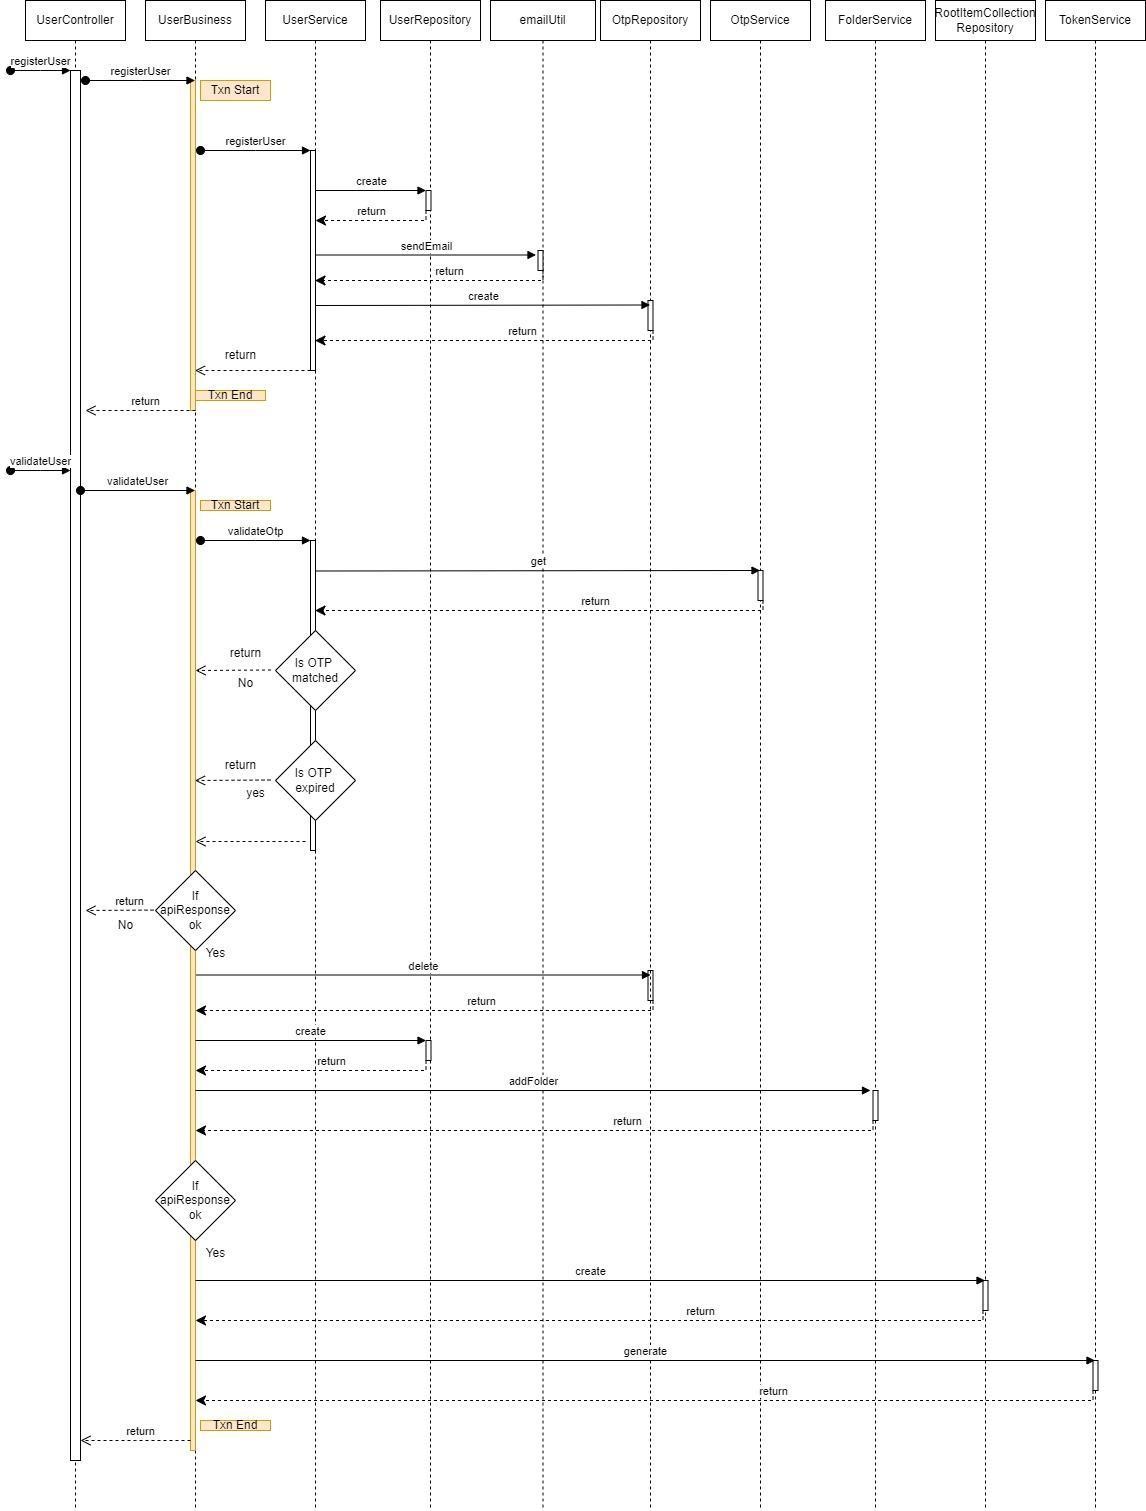 UserController
UserBusiness
UserService
UserRepository
emailUtil
OtpRepository
OtpService
FolderService
RootItemCollection
Repository
TokenService
registerUser
registerUser
Txn Start
registerUser
create
return
sendEmail
return
create
return
return
Txn End
return
validateUser
validateUser
Txn Start
validateOtp
get
return
return
Is OTP
matched
No
return
Is OTP
expired
yes
If
apiResponse
ok
return
No
Yes
delete
return
create
return
addFolder
return
If
apiResponse
ok
Yes
create
return
generate
return
Txn End
return